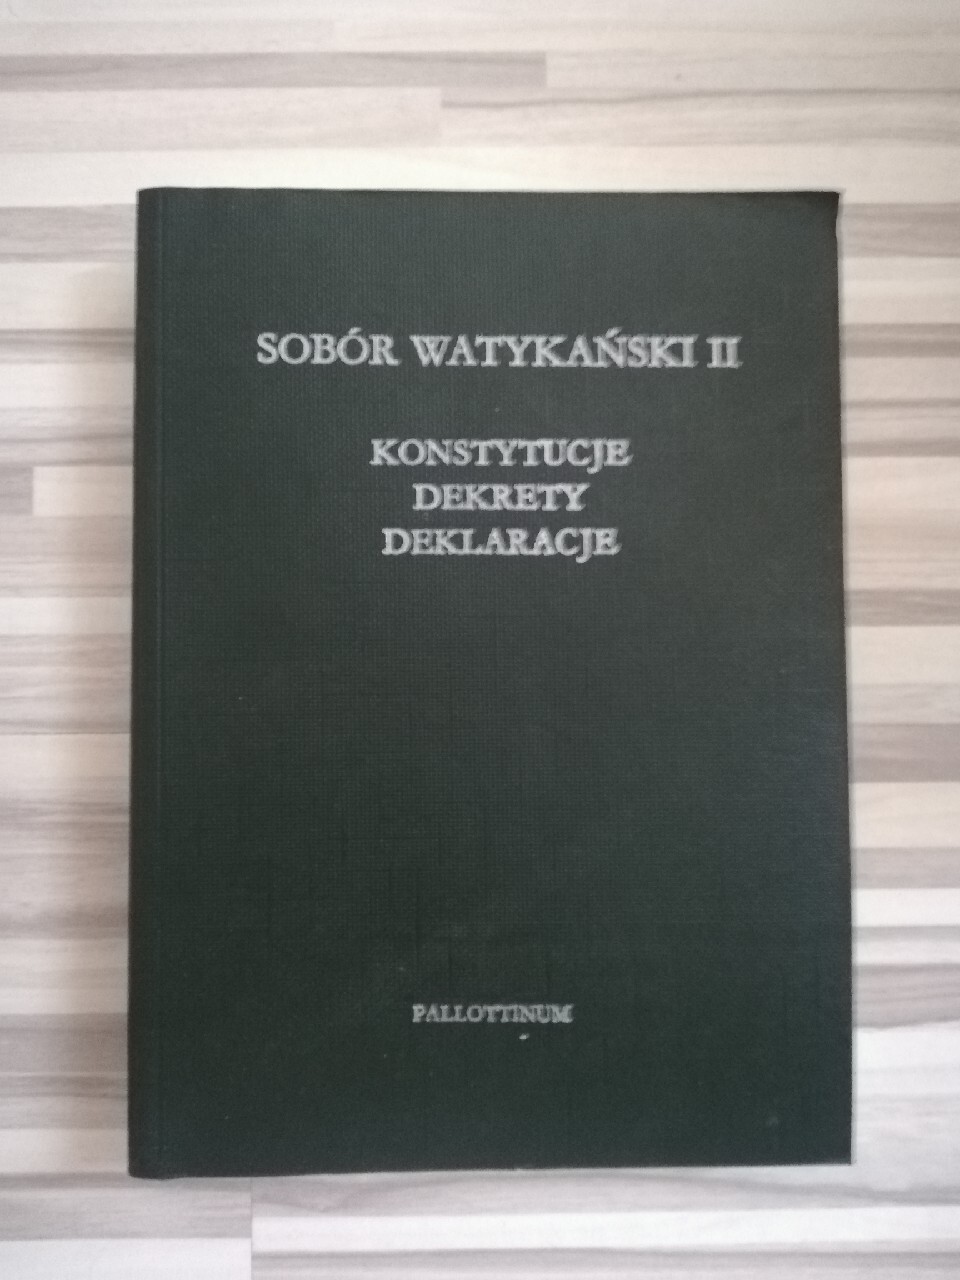 SOBÓR WATYKAŃSKI II
KONSTYTUCJE
DEKRETY
DEKLARACJE
PALLOTTINUM